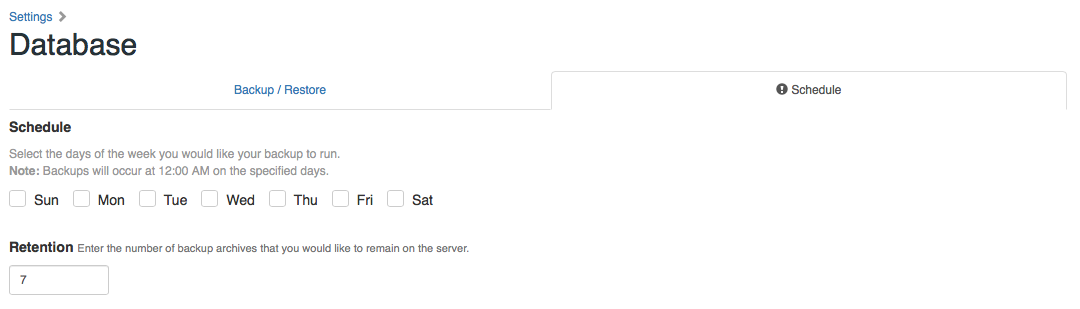 Settings
Database
Backup / Restore Schedule
Schedule
Select the days of the week you would like your backup to run.
Note: Backups will occur at 12:00 AM on the specified days.
Sun Mon Tue Wed Thu Fri Sat
Retention Enter the number of backup archives that you would like to remain on the server.
7